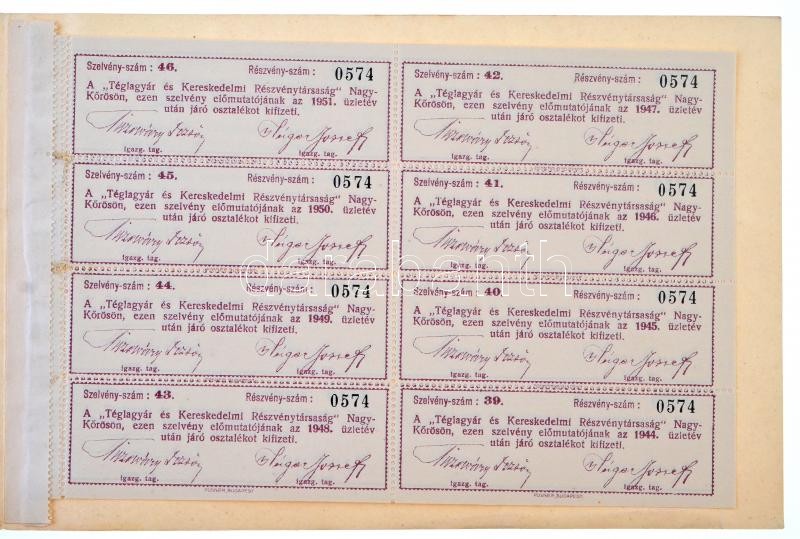 Szelvény-szám : 46. Részvény-szám : 0574
A „Téglagyár és Kereskedelmi Részvénytársaság" Nagy-
Kőrösön, ezen szelvény előmutatójának az 1951. üzletév
után járó osztalékot kifizeti.
Igazg. tag.
Szelvény-szám : 45. Részvény-szám : 0574
A „Téglagyár és Kereskedelmi Részvénytársaság" Nagy-
Kőrösön, ezen szelvény előmutatójának az 1950. üzletév
után járó osztalékot kifizeti.
Igazg. tag.
Szelvény-szám : 44. Részvény-szám : 0574
A „Téglagyár és Kereskedelmi Részvénytársaság" Nagy-
Kőrösön, ezen szelvény előmutatójának az 1949. üzletév
után járó osztalékot kifizeti.
Igazg. tag.
Szelvény-szám : 43. Részvény-szám : 0574
A „Téglagyár és Kereskedelmi Részvénytársaság" Nagy-
Kőrösön, ezen szelvény előmutatójának az 1948. üzletév
után járó osztalékot kifizeti.
Igazg. tag.
Szelvény-szám : 42. Részvény-szám : 0574
A „Téglagyár és Kereskedelmi Részvénytársaság" Nagy-
Kőrösön, ezen szelvény előmutatójának az 1947. üzletév
után járó osztalékot kifizeti.
Igazg. tag.
Szelvény-szám : 41. Részvény-szám : 0574
A „Téglagyár és Kereskedelmi Részvénytársaság" Nagy-
Kőrösön, ezen szelvény előmutatójának az 1946. üzletév
után járó osztalékot kifizeti.
Igazg. tag.
Szelvény-szám : 40. Részvény-szám : 0574
A „Téglagyár és Kereskedelmi Részvénytársaság" Nagy-
Kőrösön, ezen szelvény előmutatójának az 1945. üzletév
után járó osztalékot kifizeti.
Igazg. tag.
Szelvény-szám : 39. Részvény-szám : 0574
A „Téglagyár és Kereskedelmi Részvénytársaság" Nagy-
Kőrösön, ezen szelvény előmutatójának az 1944. üzletév
után járó osztalékot kifizeti.
Igazg. tag.
darabanth